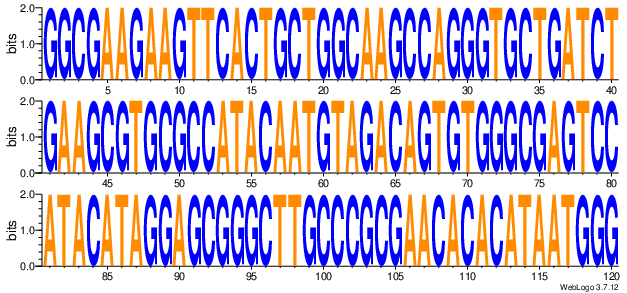 2.0
bits
1.0
0.0
GGCGAAGAAGTTCACTGCTGGCAAGCCAGGGTGCTGATCT
5 10 15 20 25 30 35 40
2.0
bits
1.0
0.0
GAAGCGTGCGCCATACAATGTAGACAGTGTGGGCGAGTCC
45 50 55 60 65 70 75 80
2.0
bits
1.0
0.0
ATACATAGGAGCGGGCTTGCCCGCGAACACACATAATGGG
85 90 95 100 105 110 115 120
WebLogo 3.7.12